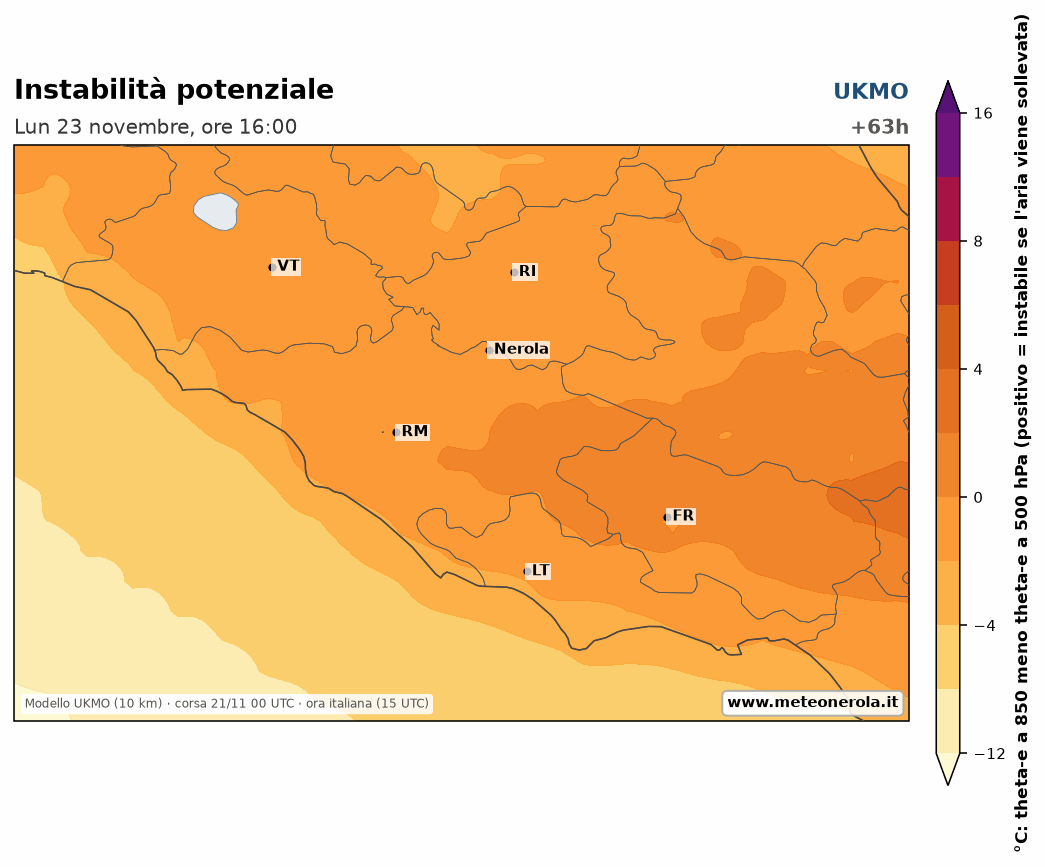 Instabilità potenziale
UKMO
Lun 23 novembre, ore 16:00
+63h
VT
RI
Nerola
RM
FR
LT
Modello UKMO (10 km) · corsa 21/11 00 UTC · ora italiana (15 UTC)
www.meteonerola.it
16
8
4
0
−4
−12
°C: theta-e a 850 meno theta-e a 500 hPa (positivo = instabile se l'aria viene sollevata)